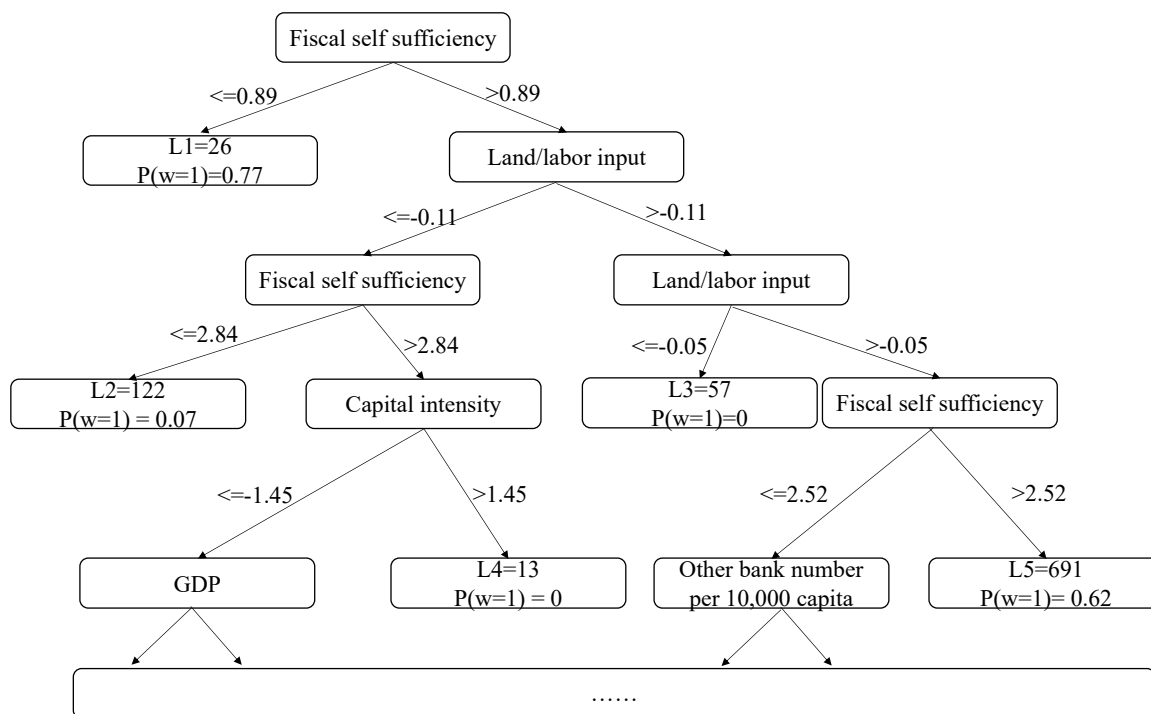 Fiscal self sufficiency
<=0.89
>0.89
L1=26
P(w=1)=0.77
Land/labor input
<=-0.11
>-0.11
Fiscal self sufficiency
Land/labor input
<=2.84
>2.84
<=-0.05
>-0.05
L2=122
P(w=1) = 0.07
Capital intensity
L3=57
P(w=1)=0
Fiscal self sufficiency
<=-1.45
>1.45
<=2.52
>2.52
GDP
L4=13
P(w=1) = 0
Other bank number
per 10,000 capita
L5=691
P(w=1)= 0.62
……